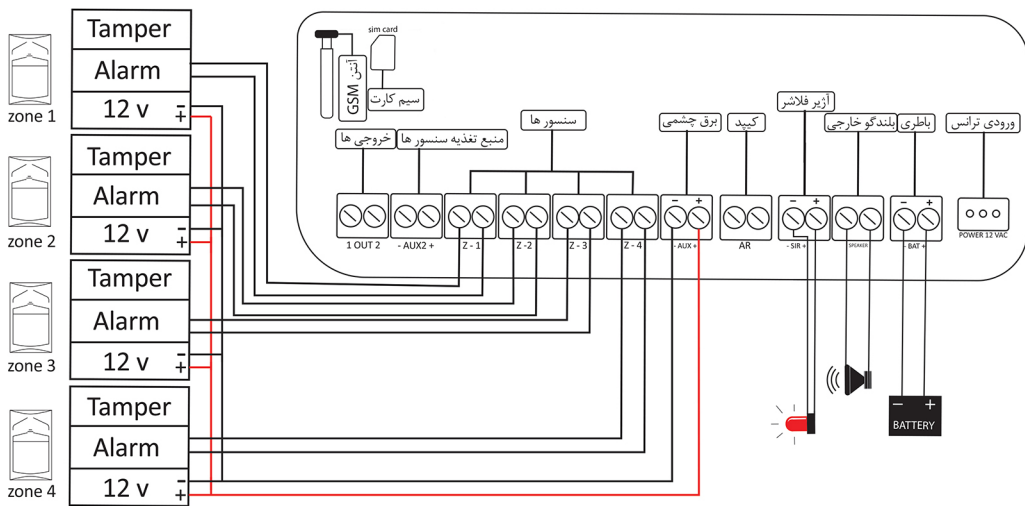 Tamper
Alarm
12 v - +
zone 1
Tamper
Alarm
12 v - +
zone 2
Tamper
Alarm
12 v - +
zone 3
Tamper
Alarm
12 v - +
zone 4
sim card
آنتن GSM
سیم کارت
خروجی ها
منبع تغذیه سنسور ها
سنسور ها
برق چشمی
کیپد
آژیر فلاشر
بلندگو خارجی
باطری
ورودی ترانس
- +
- +
- +
1 OUT 2
- AUX2 +
Z - 1
Z - 2
Z - 3
Z - 4
- AUX +
AR
- SIR +
SPEAKER
- BAT +
POWER 12 VAC
- +
BATTERY